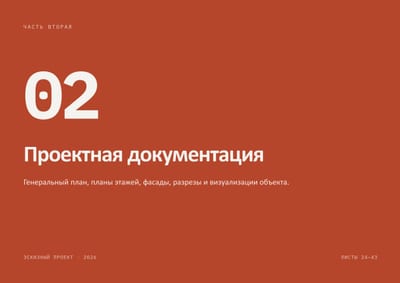 ЧАСТЬ ВТОРАЯ
02
Проектная документация
Генеральный план, планы этажей, фасады, разрезы и визуализации объекта.
ЭСКИЗНЫЙ ПРОЕКТ · 2026
ЛИСТЫ 24–43